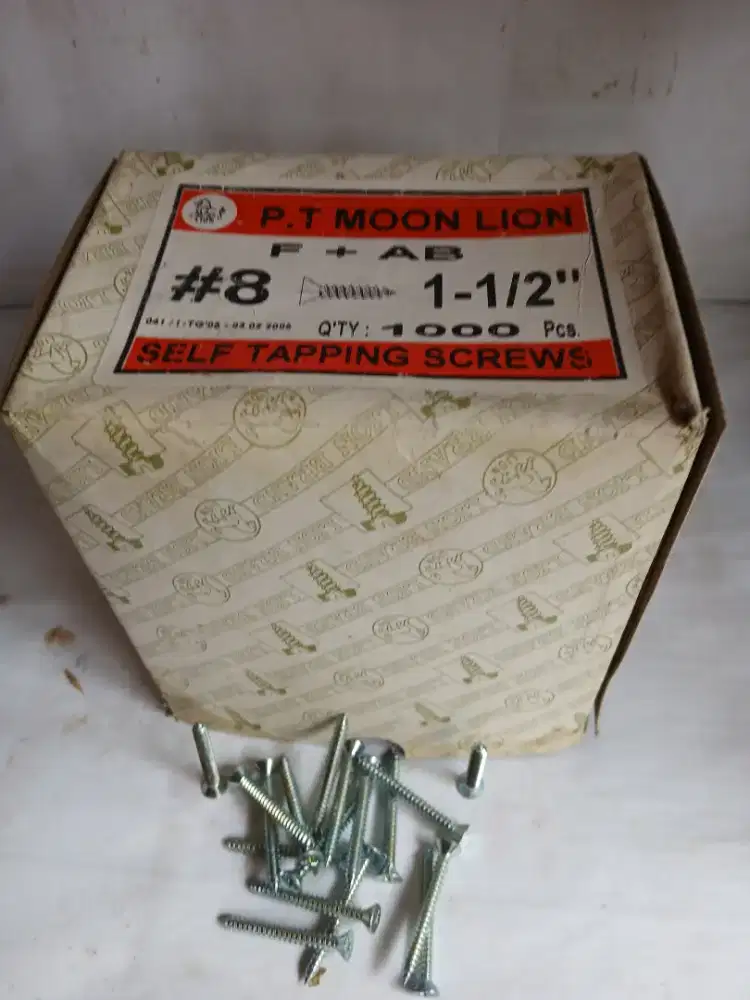 P.T MOON LION
F + AB
#8 1-1/2"
Q'TY : 1000 Pcs.
SELF TAPPING SCREWS